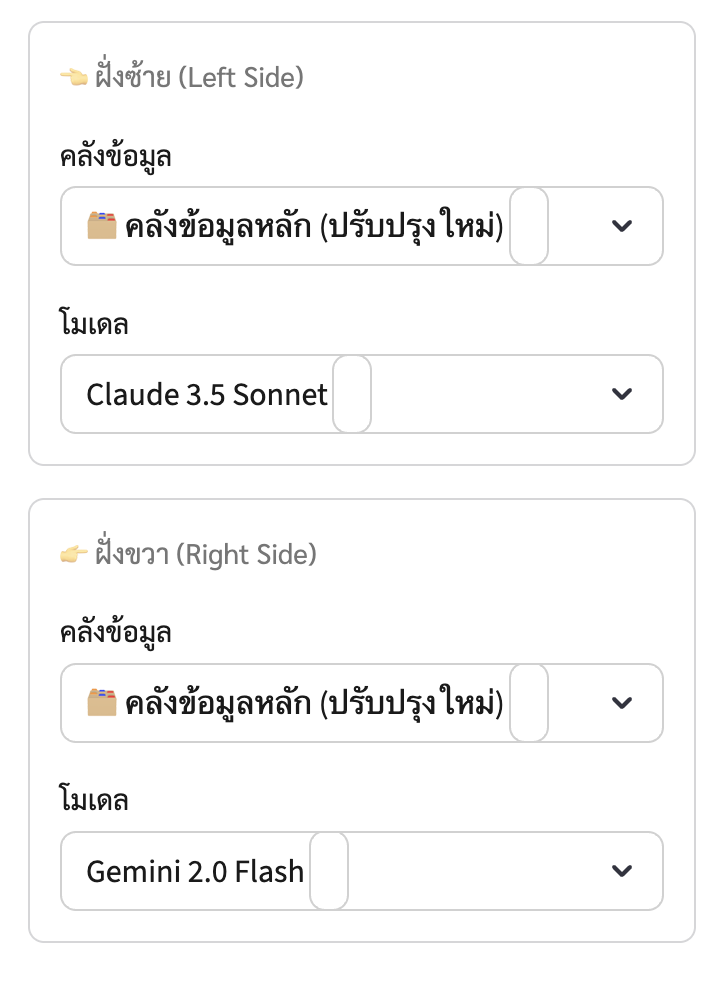 👈 ฝั่งซ้าย (Left Side)
คลังข้อมูล
🗂️ คลังข้อมูลหลัก (ปรับปรุงใหม่)
โมเดล
Claude 3.5 Sonnet
👉 ฝั่งขวา (Right Side)
คลังข้อมูล
🗂️ คลังข้อมูลหลัก (ปรับปรุงใหม่)
โมเดล
Gemini 2.0 Flash